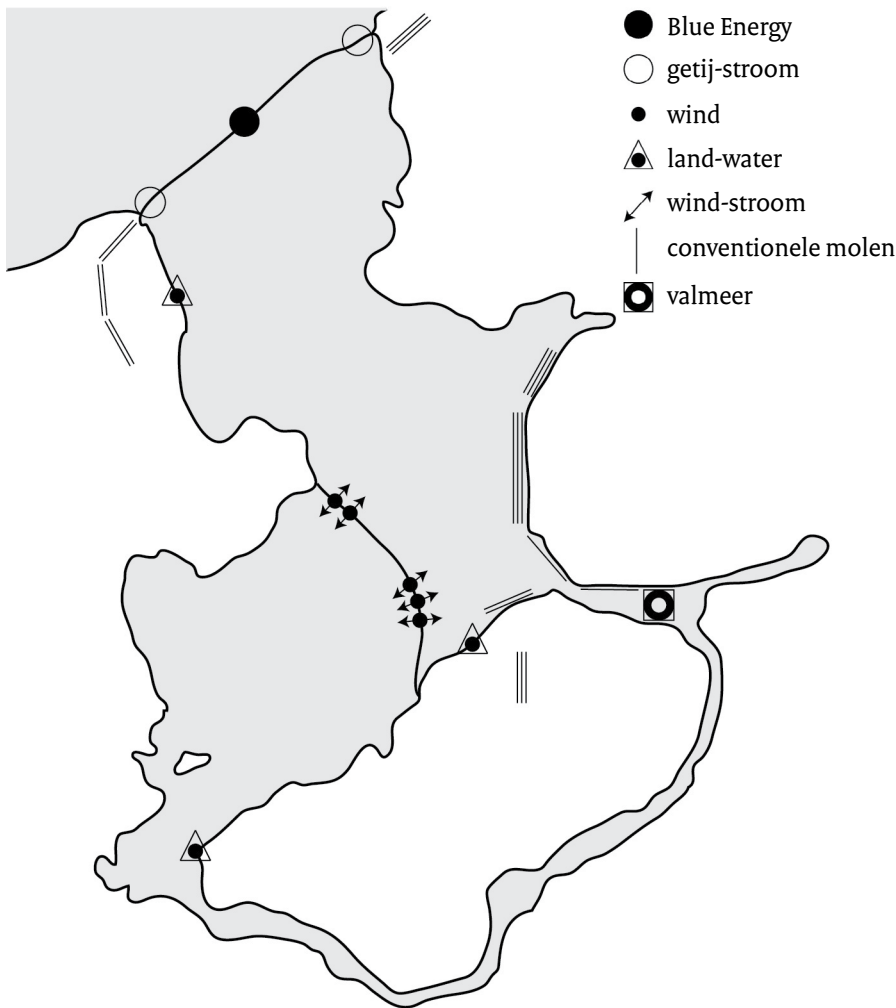 Blue Energy
getij-stroom
wind
land-water
wind-stroom
conventionele molen
valmeer